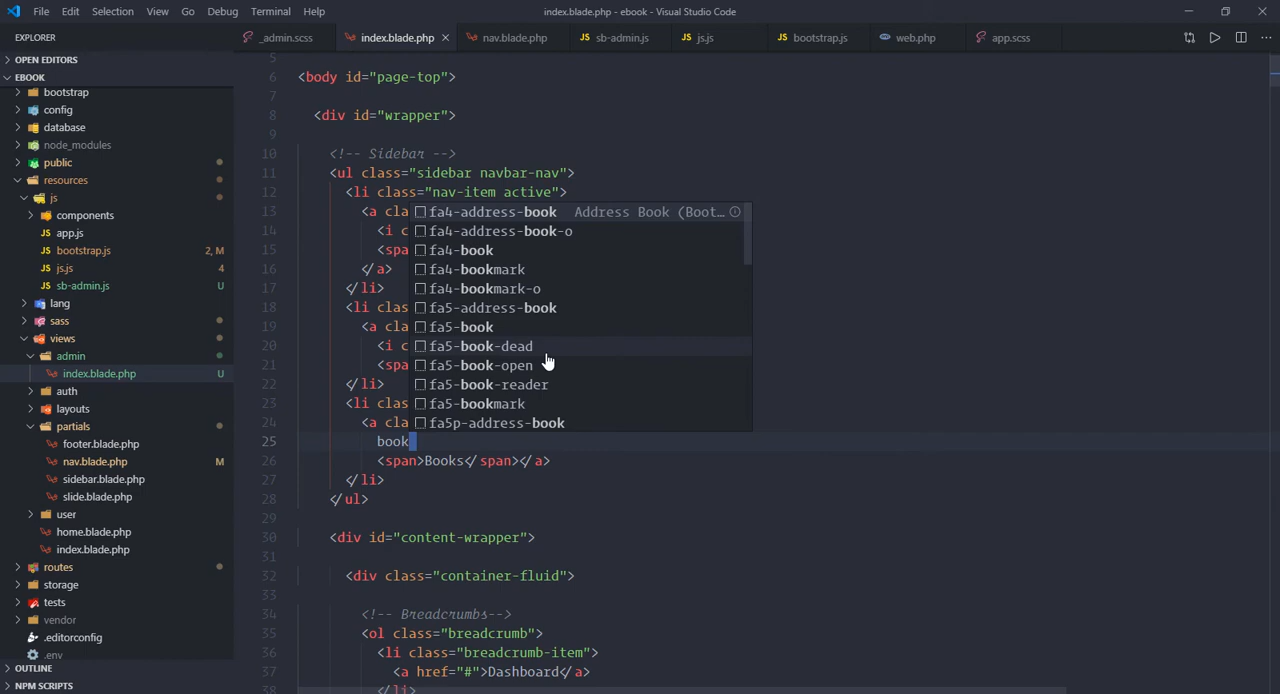 File Edit Selection View Go Debug Terminal Help
index.blade.php - ebook - Visual Studio Code
EXPLORER
_admin.scss
index.blade.php
nav.blade.php
JS sb-admin.js
JS js.js
JS bootstrap.js
web.php
app.scss
OPEN EDITORS
EBOOK
bootstrap
config
database
node_modules
public
resources
js
components
app.js
bootstrap.js 2, M
JS js.js 4
JS sb-admin.js U
lang
sass
views
admin
index.blade.php U
auth
layouts
partials
footer.blade.php
nav.blade.php M
sidebar.blade.php
slide.blade.php
user
home.blade.php
index.blade.php
routes
storage
tests
vendor
.editorconfig
.env
OUTLINE
NPM SCRIPTS
5
6 <body id="page-top">
7
8 <div id="wrapper">
9
10 <!-- Sidebar -->
11 <ul class="sidebar navbar-nav">
12 <li class="nav-item active">
13 <a cla
14 <i c
15 <spa
16 </a>
17 </li>
18 <li clas
19 <a cla
20 <i c
21 <spa
22 </li>
23 <li clas
24 <a cla
25 book
26 <span>Books</span></a>
27 </li>
28 </ul>
29
30 <div id="content-wrapper">
31
32 <div class="container-fluid">
33
34 <!-- Breadcrumbs-->
35 <ol class="breadcrumb">
36 <li class="breadcrumb-item">
37 <a href="#">Dashboard</a>
38 </li>
fa4-address-book Address Book (Boot...
fa4-address-book-o
fa4-book
fa4-bookmark
fa4-bookmark-o
fa5-address-book
fa5-book
fa5-book-dead
fa5-book-open
fa5-book-reader
fa5-bookmark
fa5p-address-book